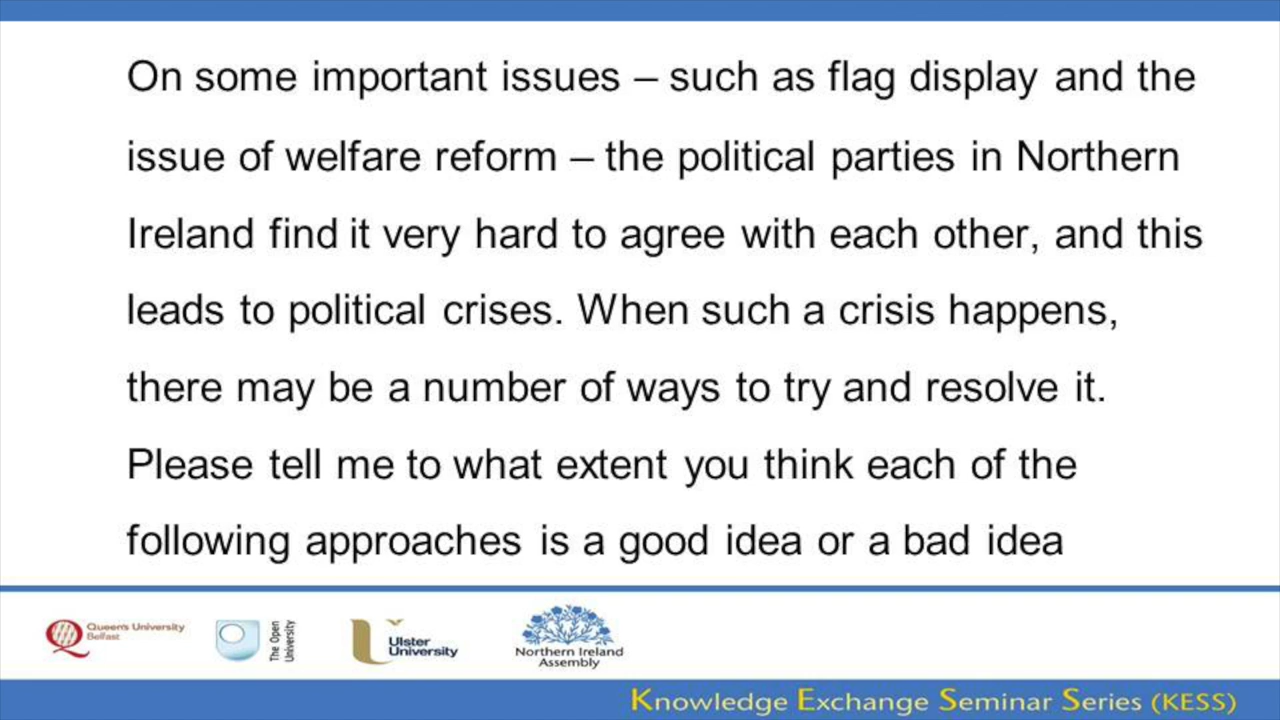 On some important issues – such as flag display and the
issue of welfare reform – the political parties in Northern
Ireland find it very hard to agree with each other, and this
leads to political crises. When such a crisis happens,
there may be a number of ways to try and resolve it.
Please tell me to what extent you think each of the
following approaches is a good idea or a bad idea
Queen's University
Belfast
The Open
University
Ulster
University
Northern Ireland
Assembly
Knowledge Exchange Seminar Series (KESS)